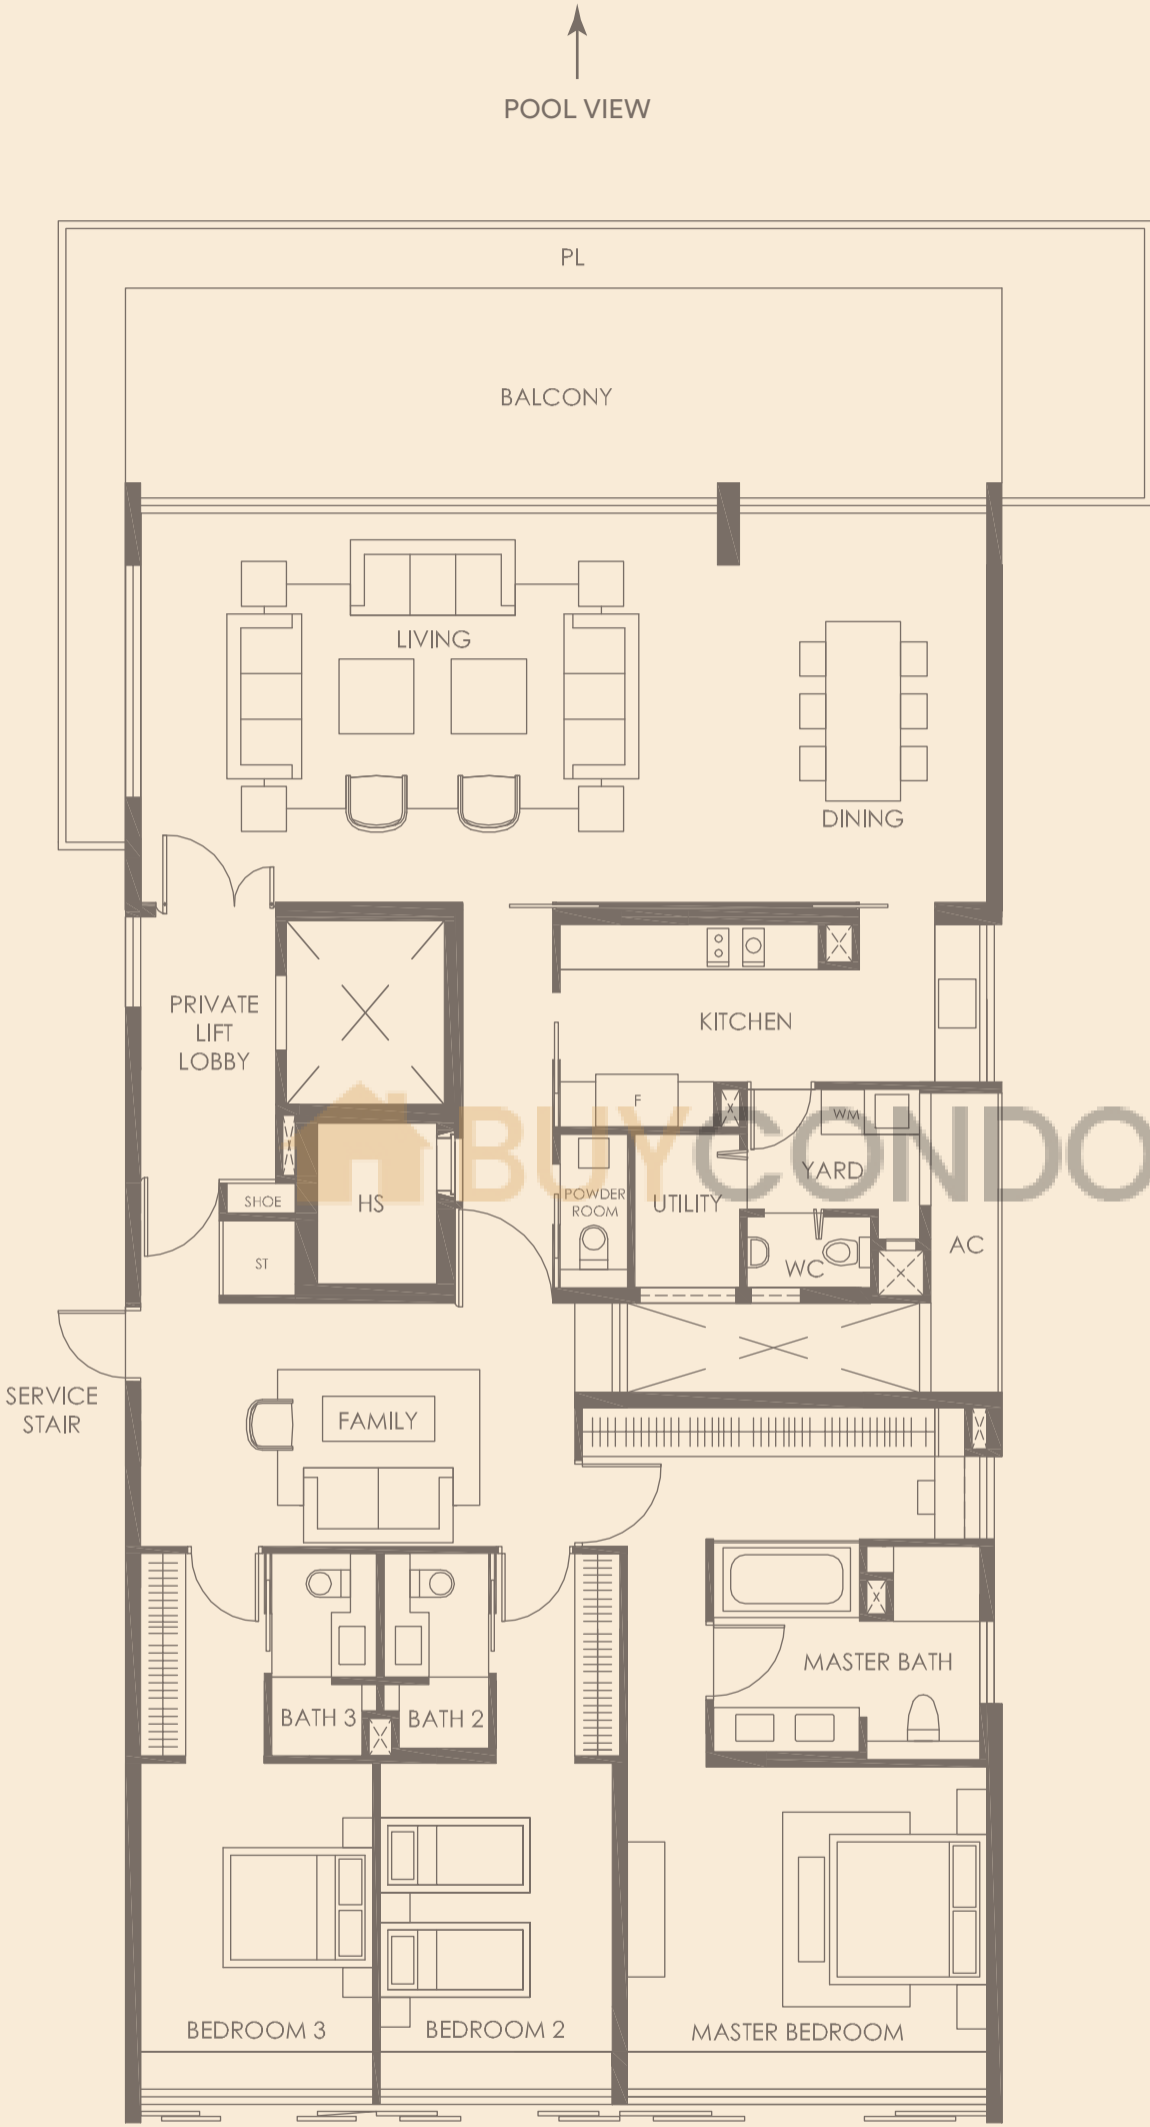 POOL VIEW
PL
BALCONY
LIVING
DINING
PRIVATE
LIFT
LOBBY
KITCHEN
F
WM
BUYCONDO
YARD
SHOE
HS
POWDER
ROOM
UTILITY
ST
WC
AC
SERVICE
STAIR
FAMILY
MASTER BATH
BATH 3
BATH 2
BEDROOM 3
BEDROOM 2
MASTER BEDROOM